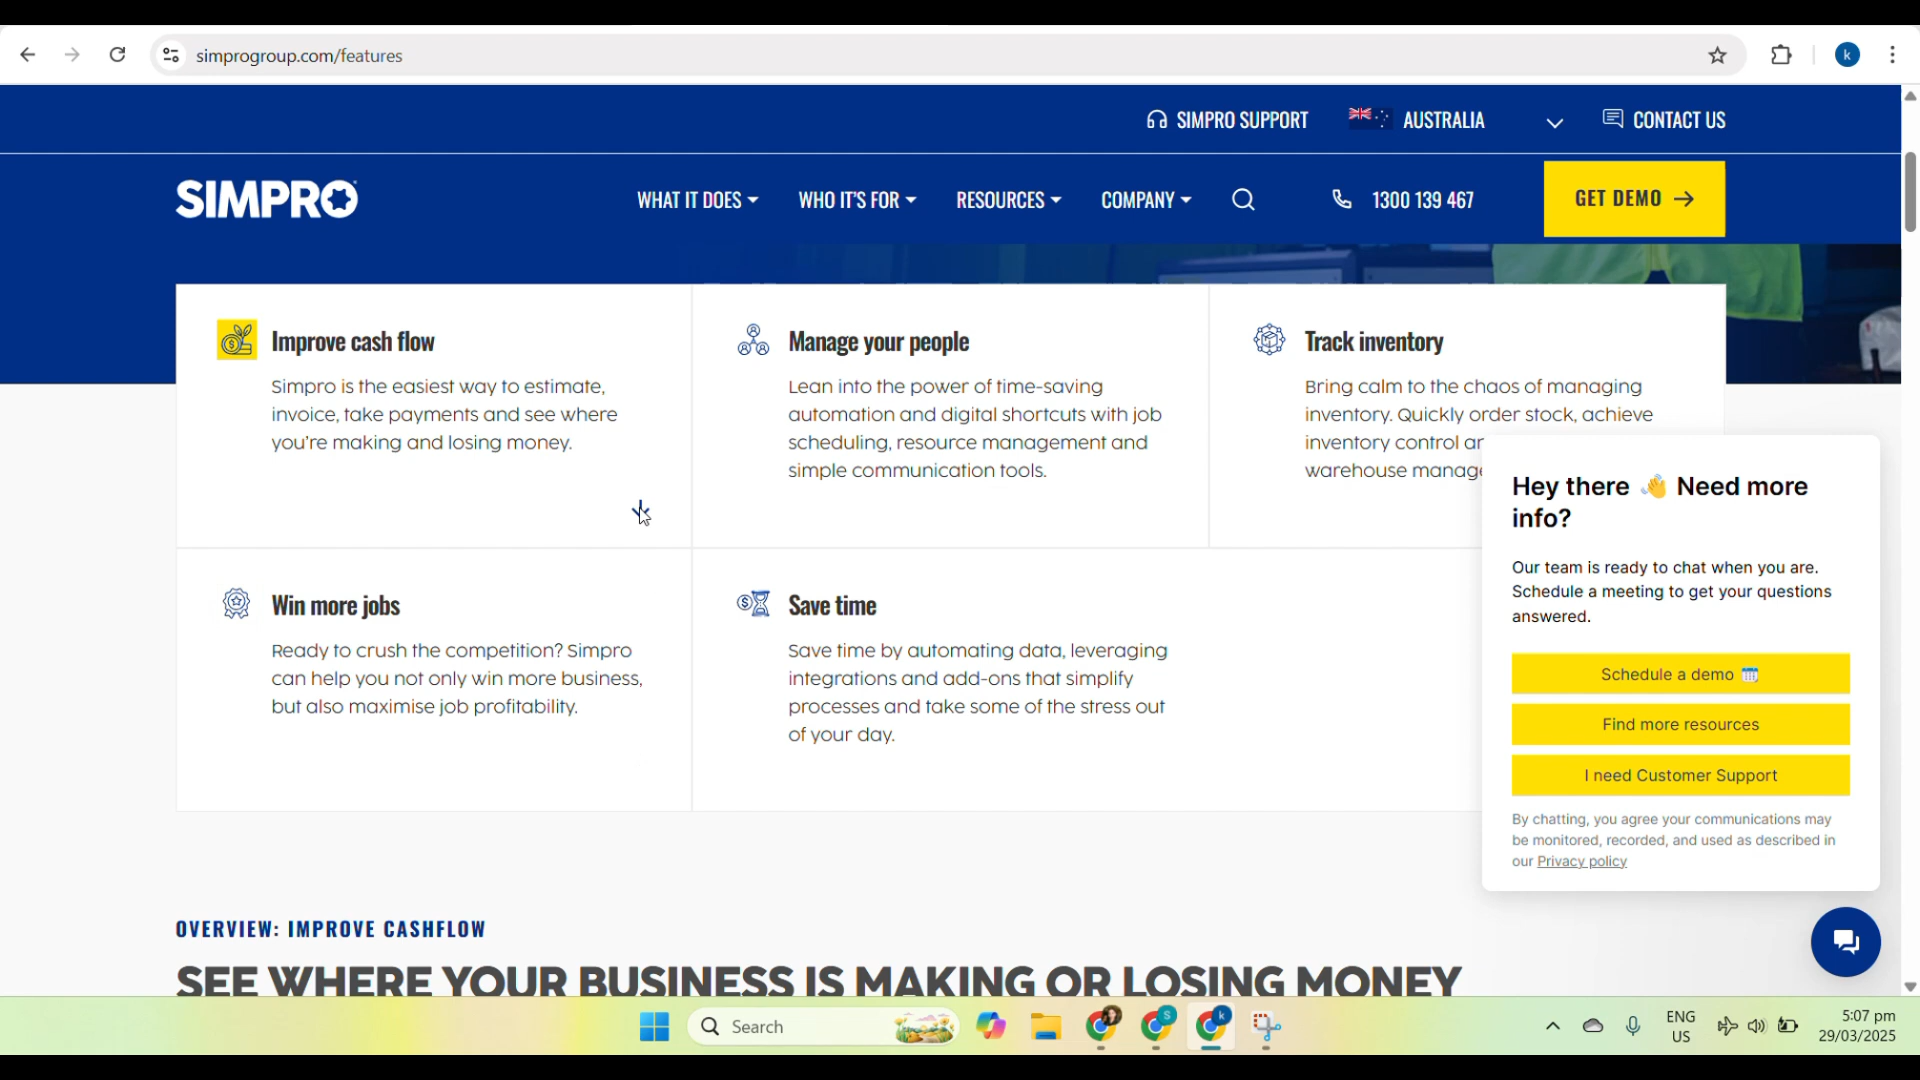 simprogroup.com/features
k
SIMPRO SUPPORT
AUSTRALIA
CONTACT US
SIMPRO
WHAT IT DOES
WHO IT'S FOR
RESOURCES
COMPANY
1300 139 467
GET DEMO
Improve cash flow
Simpro is the easiest way to estimate,
invoice, take payments and see where
you're making and losing money.
Manage your people
Lean into the power of time-saving
automation and digital shortcuts with job
scheduling, resource management and
simple communication tools.
Track inventory
Bring calm to the chaos of managing
inventory. Quickly order stock, achieve
inventory control
warehouse
Win more jobs
Ready to crush the competition? Simpro
can help you not only win more business,
but also maximise job profitability.
Save time
Save time by automating data, leveraging
integrations and add-ons that simplify
processes and take some of the stress out
of your day.
Hey there 👋 Need more
info?
Our team is ready to chat when you are.
Schedule a meeting to get your questions
answered.
Schedule a demo
Find more resources
I need Customer Support
By chatting, you agree your communications may
be monitored, recorded, and used as described in
our Privacy policy
OVERVIEW: IMPROVE CASHFLOW
SEE WHERE YOUR BUSINESS IS MAKING OR LOSING MONEY
Search
S
k
ENG
US
5:07 pm
29/03/2025